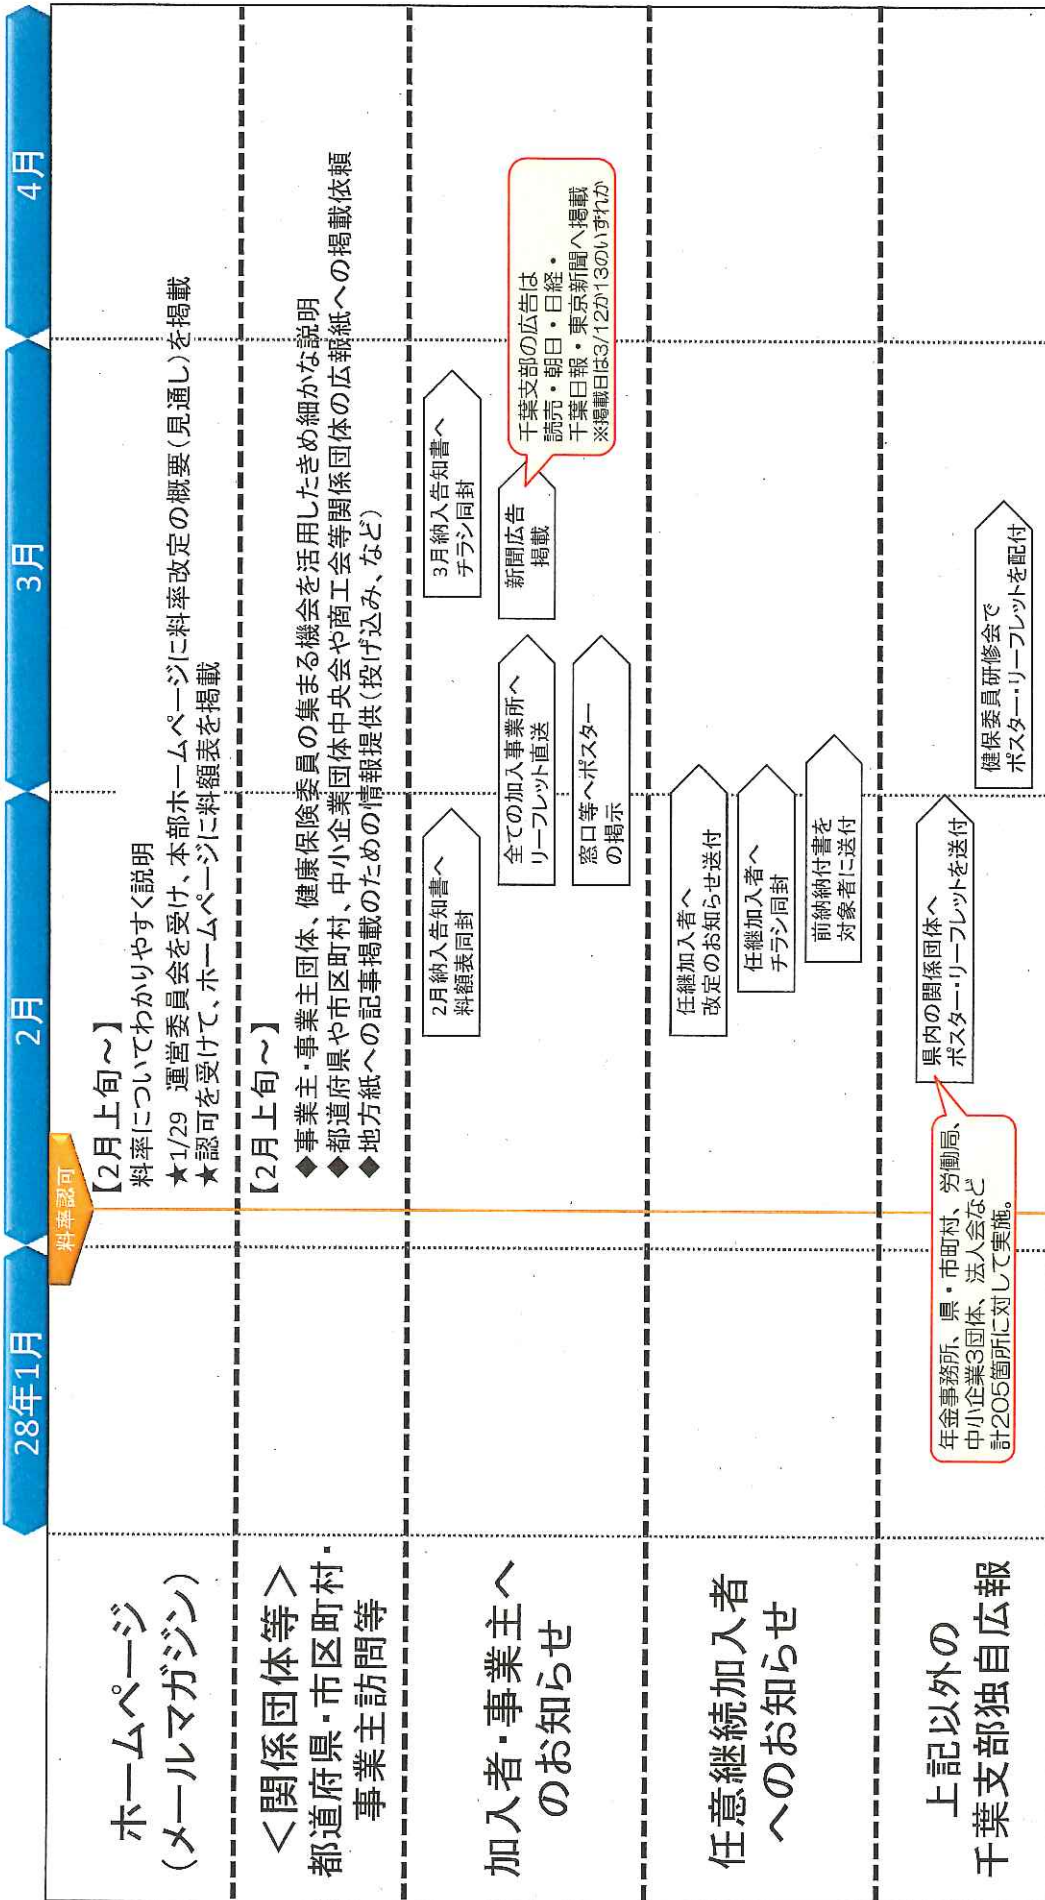 28年1月
2月
3月
4月
料率認可
ホームページ
(メールマガジン)
【2月上旬~】
料率についてわかりやすく説明
★1/29 運営委員会を受け、本部ホームページに料率改定の概要(見通し)を掲載
★認可を受けて、ホームページに料額表を掲載
<関係団体等>
都道府県・市区町村・
事業主訪問等
【2月上旬~】
◆事業主・事業主団体、健康保険委員の集まる機会を活用したきめ細かな説明
◆都道府県や市区町村、中小企業団体中央会や商工会等関係団体の広報紙への掲載依頼
◆地方紙への記事掲載のための情報提供(投げ込み、など)
加入者・事業主へ
のお知らせ
2月納入告知書へ
料額表同封
3月納入告知書へ
チラシ同封
全ての加入事業所へ
リーフレット直送
新聞広告
掲載
千葉支部の広告は
読売・朝日・日経・
千葉日報・東京新聞へ掲載
※掲載日は3/12か13のいずれか
窓口等へポスター
の掲示
任意継続加入者
へのお知らせ
任継加入者へ
改定のお知らせ送付
任継加入者へ
チラシ同封
前納納付書を
対象者に送付
上記以外の
千葉支部独自広報
県内の関係団体へ
ポスター・リーフレットを送付
年金事務所、県・市町村、労働局、
中小企業3団体、法人会など
計205箇所に対して実施。
健保委員研修会で
ポスター・リーフレットを配付